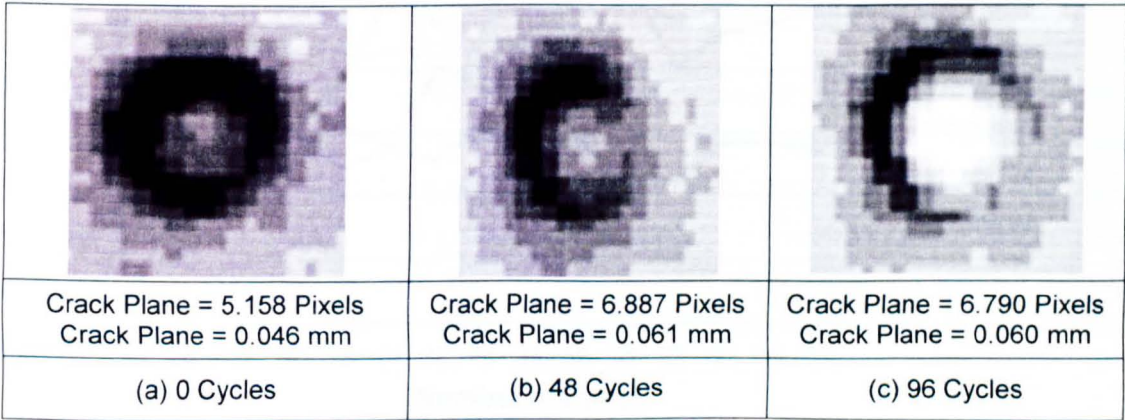 Crack Plane = 5.158 Pixels
Crack Plane = 0.046 mm
Crack Plane = 6.887 Pixels
Crack Plane = 0.061 mm
Crack Plane = 6.790 Pixels
Crack Plane = 0.060 mm
(a) 0 Cycles
(b) 48 Cycles
(c) 96 Cycles